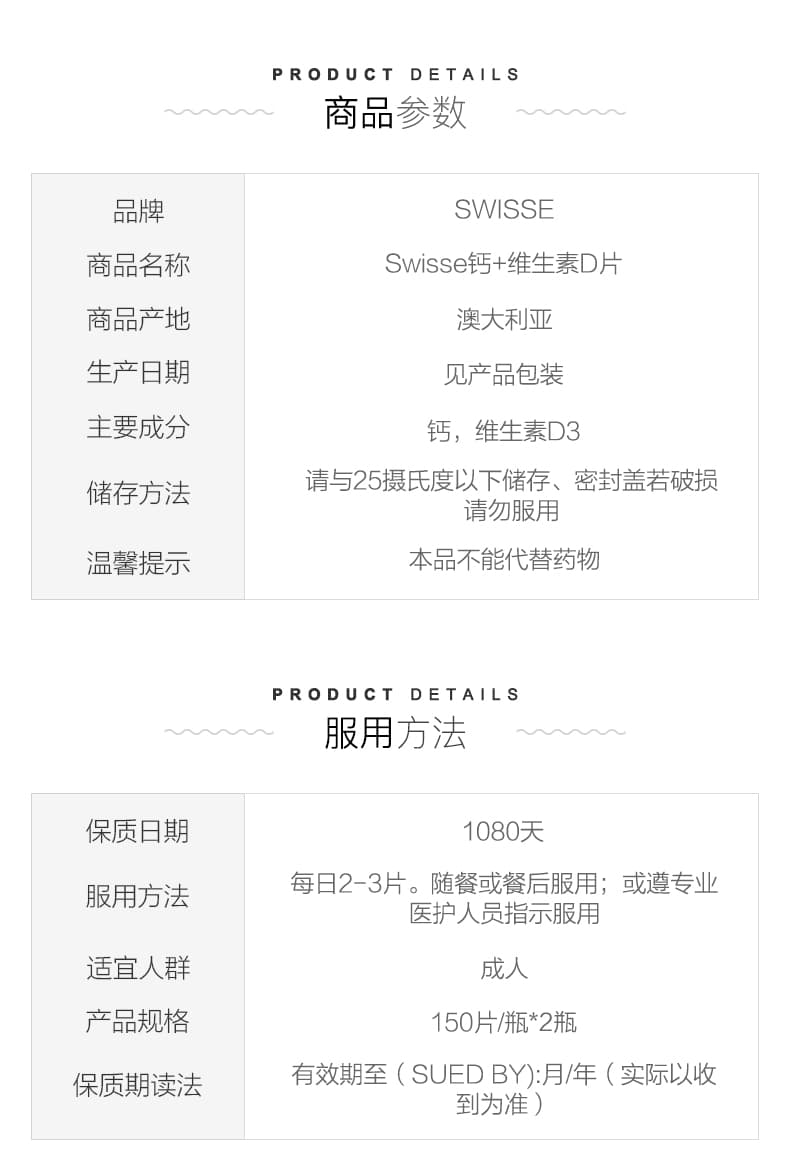 PRODUCT DETAILS
商品参数
品牌 SWISSE
商品名称 Swisse钙+维生素D片
商品产地 澳大利亚
生产日期 见产品包装
主要成分 钙，维生素D3
储存方法 请与25摄氏度以下储存、密封盖若破损
请勿服用
温馨提示 本品不能代替药物
PRODUCT DETAILS
服用方法
保质日期 1080天
服用方法 每日2-3片。随餐或餐后服用；或遵专业
医护人员指示服用
适宜人群 成人
产品规格 150片/瓶*2瓶
保质期读法 有效期至（SUED BY):月/年（实际以收
到为准）